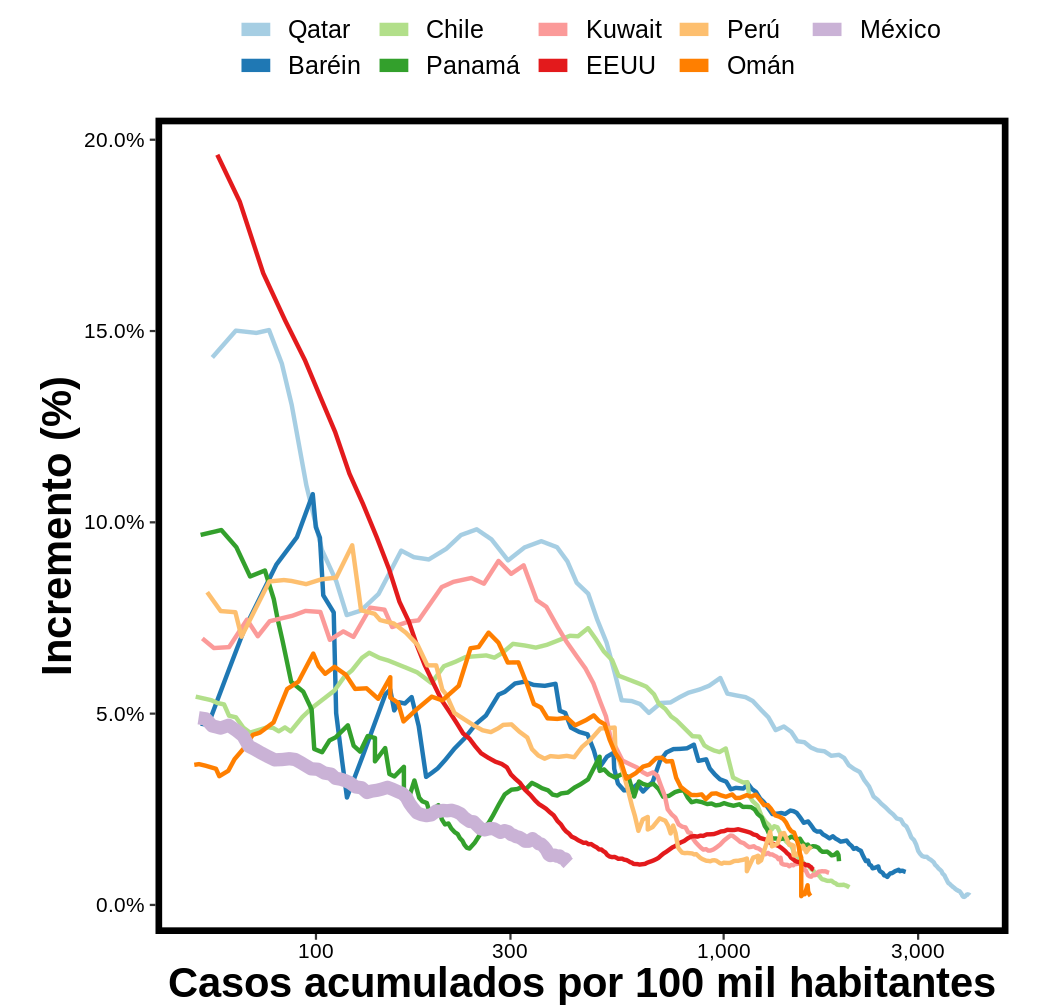 Qatar Chile Kuwait Perú México
Baréin Panamá EEUU Omán
20.0%
15.0%
10.0%
5.0%
0.0%
Incremento (%)
100 300 1,000 3,000
Casos acumulados por 100 mil habitantes